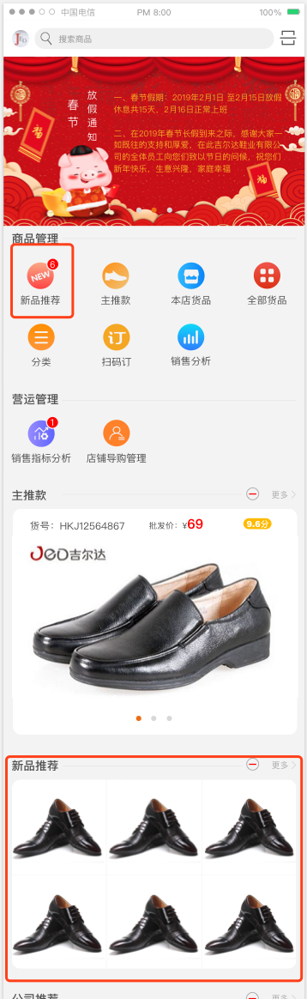 中国电信 PM 8:00 100%
JED 搜索商品
春节
放假通知
一、春节假期：2019年2月1日 至2月15日放假
休息共15天，2月16日正常上班
二、在2019年春节长假到来之际，感谢大家一
如既往的支持和厚爱，在此吉尔达鞋业有限公
司的全体员工向您们致以节日的问候，祝您们
新年快乐，生意兴隆，家庭幸福
福
福
商品管理
NEW 6
新品推荐 主推款 本店货品 全部货品
订
分类 扫码订 销售分析
营运管理
1
销售指标分析 店铺导购管理
主推款 更多
货号：HKJ12564867 批发价：¥69 9.6分
JeD吉尔达
新品推荐 更多
公司推荐 更多